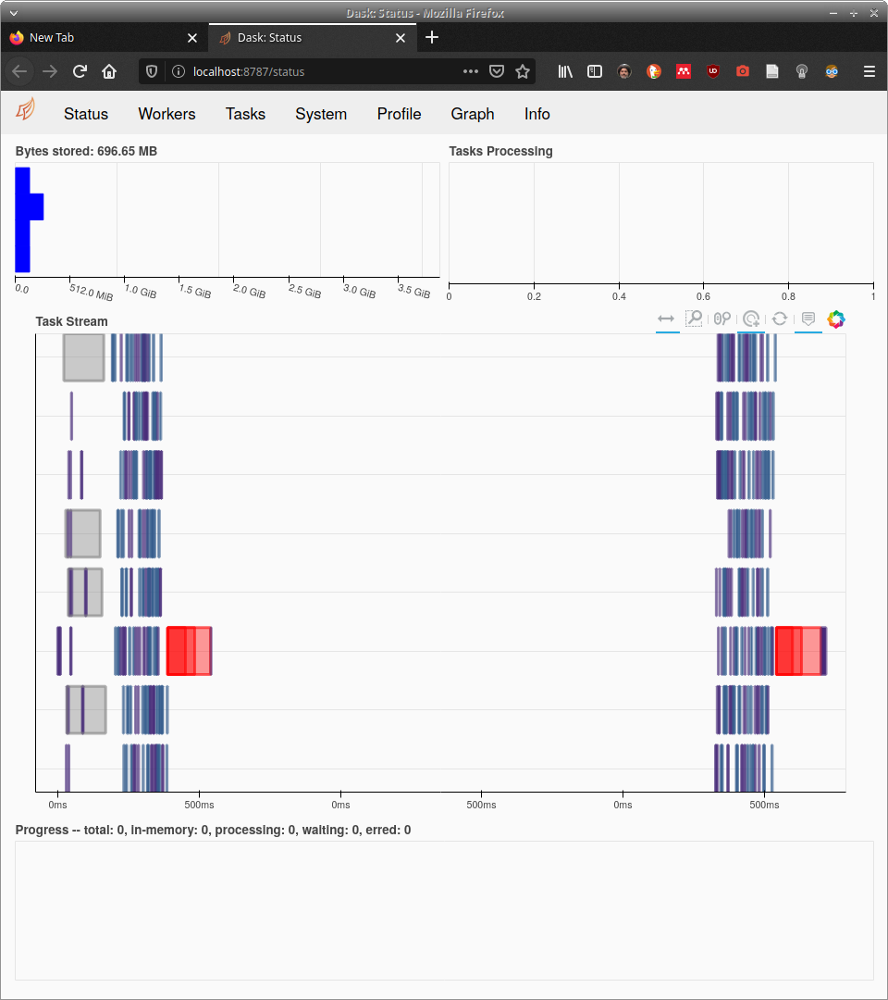 Dask: Status - Mozilla Firefox
New Tab
Dask: Status
localhost:8787/status
Status Workers Tasks System Profile Graph Info
Bytes stored: 696.65 MB
0.0 512.0 MiB 1.0 GiB 1.5 GiB 2.0 GiB 2.5 GiB 3.0 GiB 3.5 GiB
Tasks Processing
0 0.2 0.4 0.6 0.8 1
Task Stream
0ms 500ms 0ms 500ms 0ms 500ms
Progress -- total: 0, in-memory: 0, processing: 0, waiting: 0, erred: 0